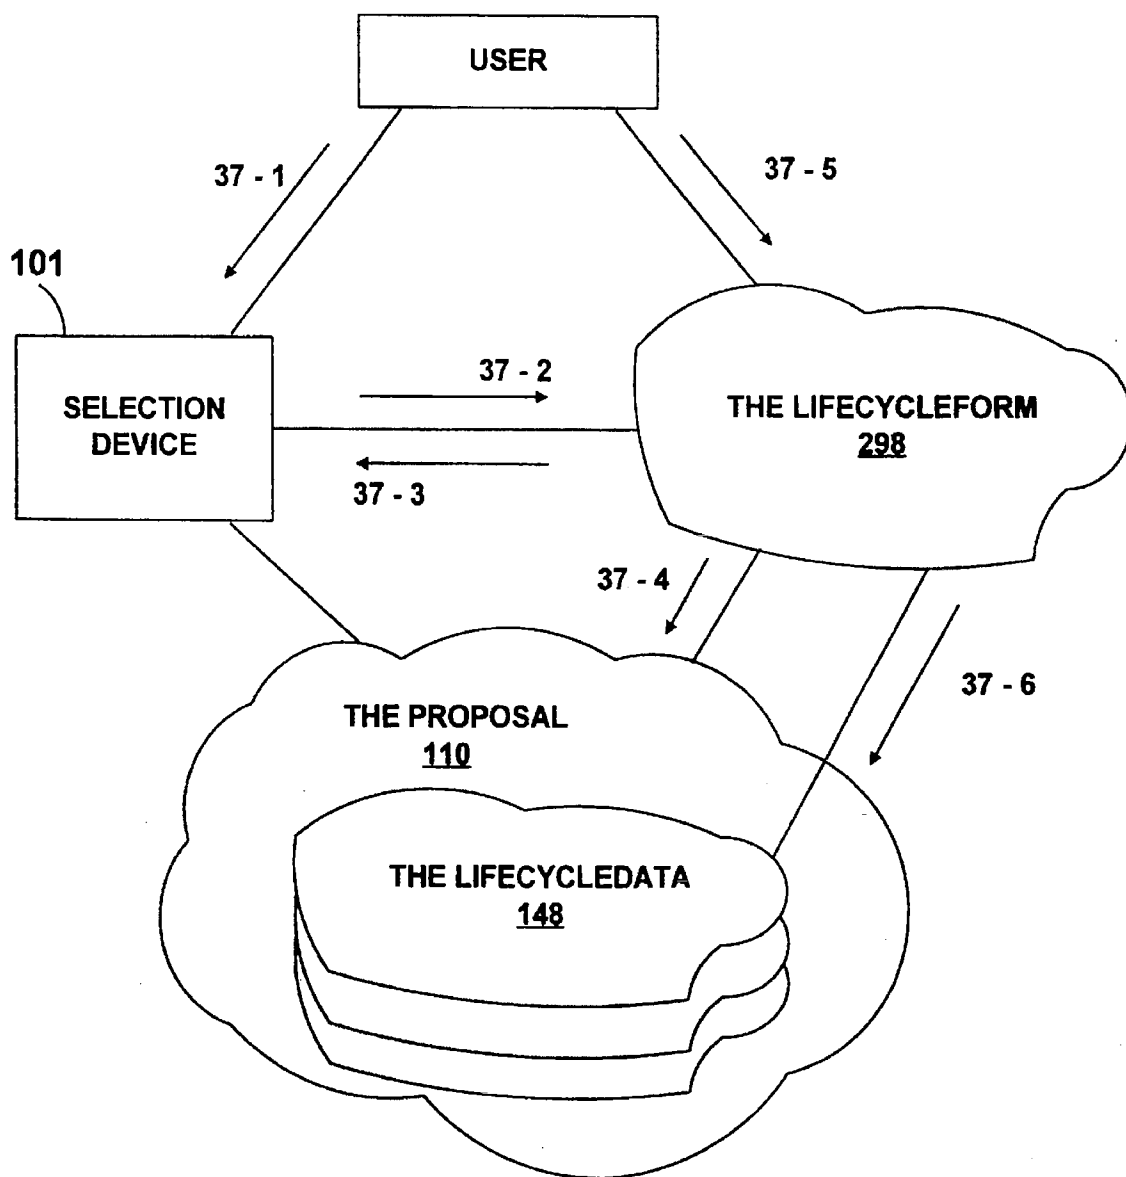 USER
37 - 1
37 - 5
101
SELECTION
DEVICE
37 - 2
37 - 3
THE LIFECYCLEFORM
298
37 - 4
37 - 6
THE PROPOSAL
110
THE LIFECYCLEDATA
148